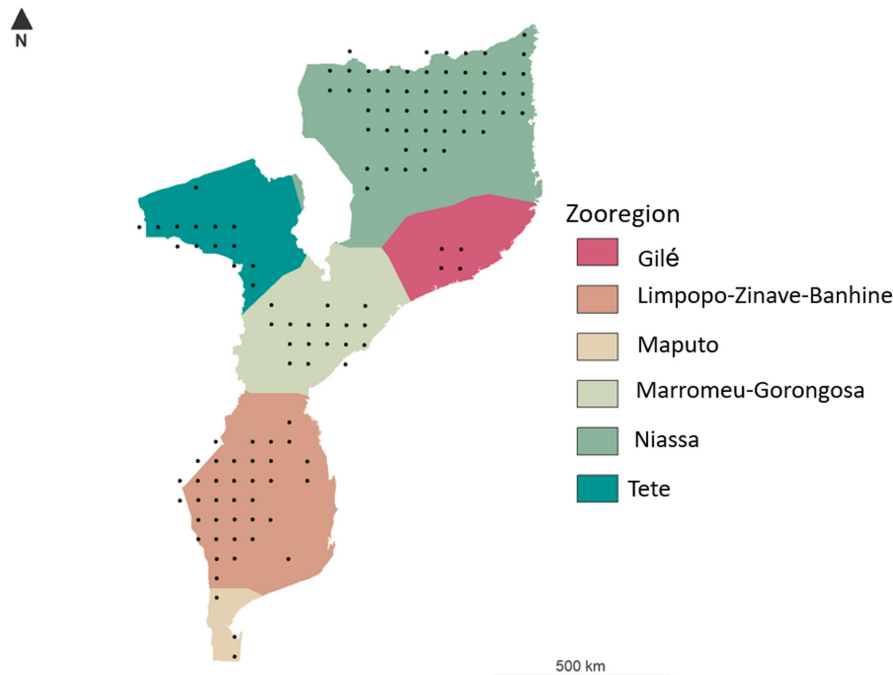 N
Zooregion
Gilé
Limpopo-Zinave-Banhine
Maputo
Marromeu-Gorongosa
Niassa
Tete
500 km